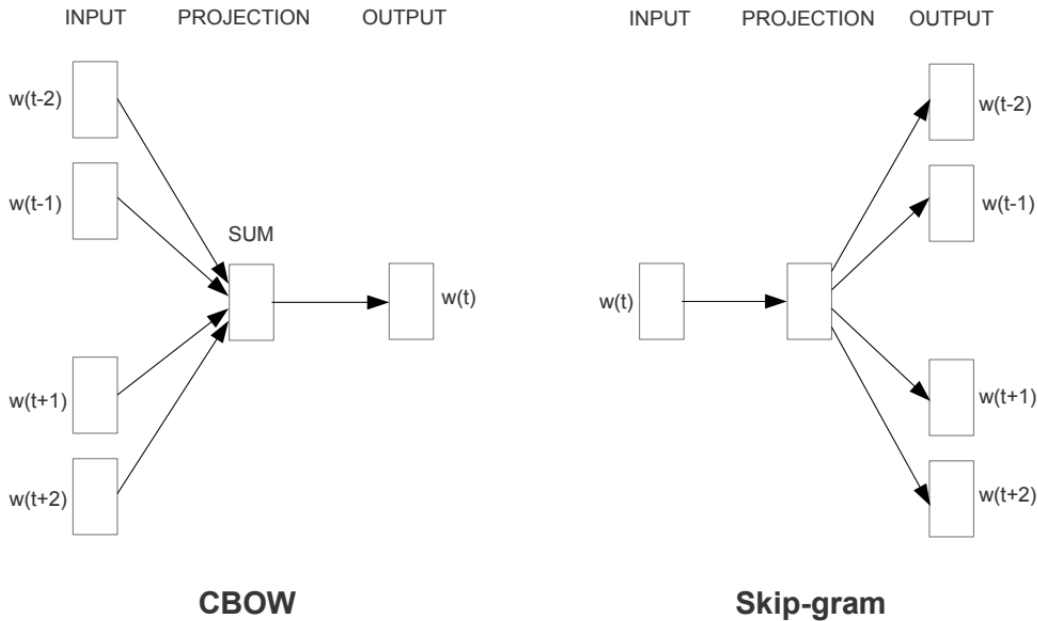 INPUT PROJECTION OUTPUT
w(t-2)
w(t-1)
SUM
w(t)
w(t+1)
w(t+2)
CBOW
INPUT PROJECTION OUTPUT
w(t-2)
w(t-1)
w(t)
w(t+1)
w(t+2)
Skip-gram